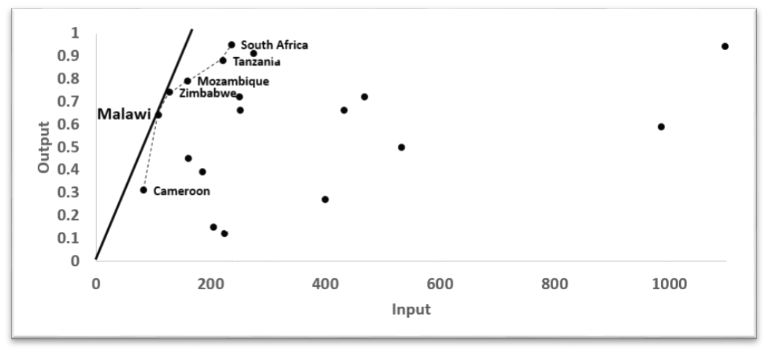 1
0.9
0.8
0.7
0.6
0.5
0.4
0.3
0.2
0.1
0
Output
South Africa
Tanzania
Mozambique
Zimbabwe
Malawi
Cameroon
0 200 400 600 800 1000
Input